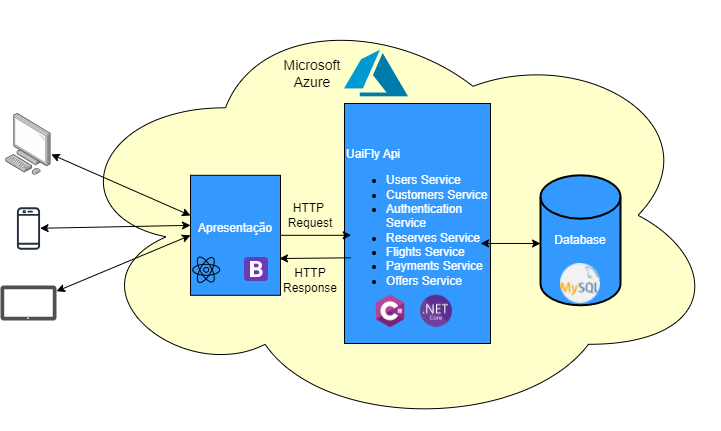 Microsoft
Azure
UaiFly Api
Users Service
Customers Service
Authentication
Service
Reserves Service
Flights Service
Payments Service
Offers Service
Apresentação
B
HTTP
Request
HTTP
Response
C#
.NET
Core
Database
MySQL